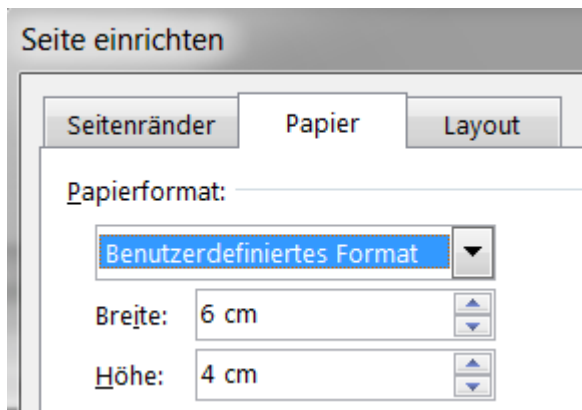 Seite einrichten
Seitenränder Papier Layout
Papierformat:
Benutzerdefiniertes Format
Breite: 6 cm
Höhe: 4 cm